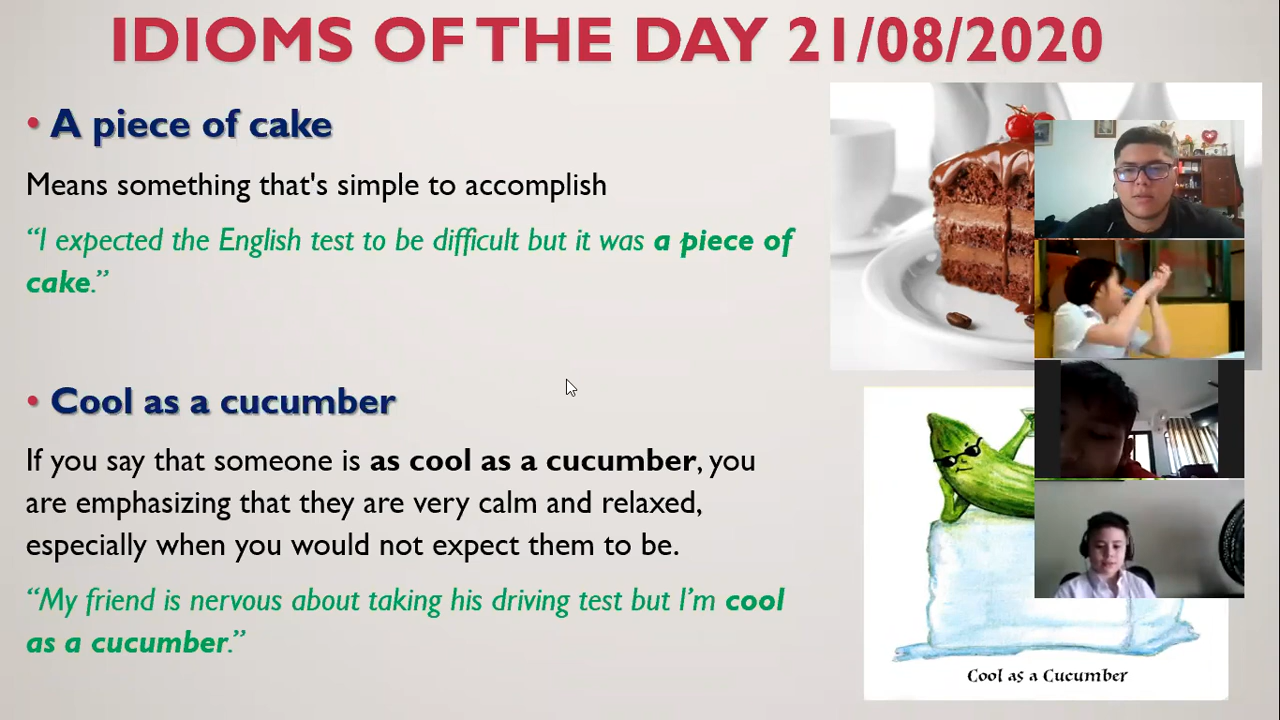 IDIOMS OF THE DAY 21/08/2020
• A piece of cake
Means something that's simple to accomplish
“I expected the English test to be difficult but it was a piece of
cake.”
• Cool as a cucumber
If you say that someone is as cool as a cucumber, you
are emphasizing that they are very calm and relaxed,
especially when you would not expect them to be.
“My friend is nervous about taking his driving test but I’m cool
as a cucumber.”
Cool as a Cucumber